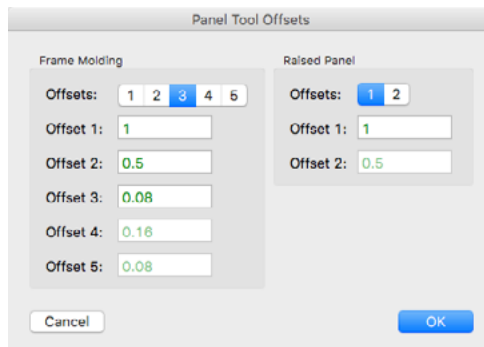 Panel Tool Offsets
Frame Molding
Offsets: 1 2 3 4 5
Offset 1: 1
Offset 2: 0.5
Offset 3: 0.08
Offset 4: 0.16
Offset 5: 0.08
Raised Panel
Offsets: 1 2
Offset 1: 1
Offset 2: 0.5
Cancel
OK